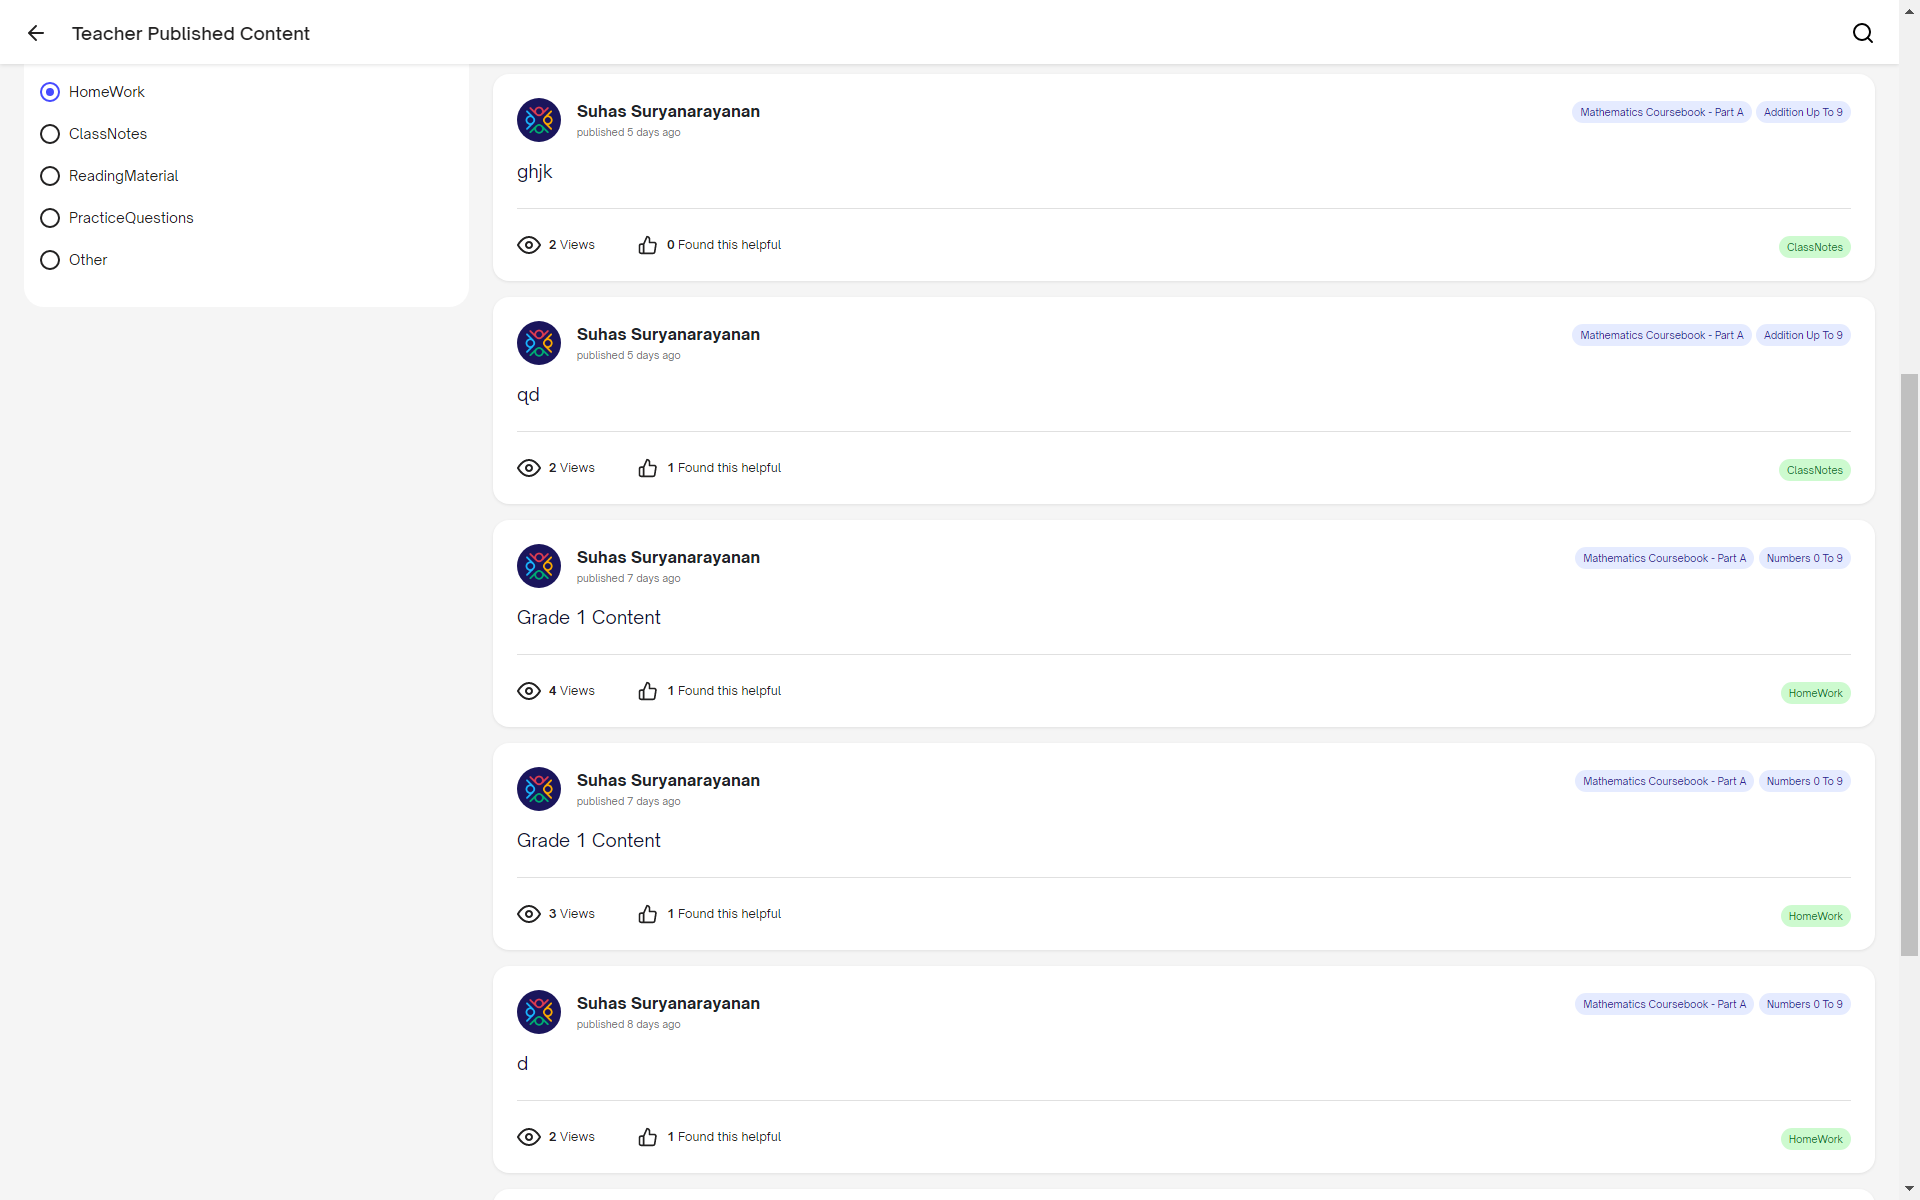 Teacher Published Content
HomeWork
ClassNotes
ReadingMaterial
PracticeQuestions
Other
Suhas Suryanarayanan
published 5 days ago
Mathematics Coursebook - Part A Addition Up To 9
ghjk
2 Views 0 Found this helpful
ClassNotes
Suhas Suryanarayanan
published 5 days ago
Mathematics Coursebook - Part A Addition Up To 9
qd
2 Views 1 Found this helpful
ClassNotes
Suhas Suryanarayanan
published 7 days ago
Mathematics Coursebook - Part A Numbers 0 To 9
Grade 1 Content
4 Views 1 Found this helpful
HomeWork
Suhas Suryanarayanan
published 7 days ago
Mathematics Coursebook - Part A Numbers 0 To 9
Grade 1 Content
3 Views 1 Found this helpful
HomeWork
Suhas Suryanarayanan
published 8 days ago
Mathematics Coursebook - Part A Numbers 0 To 9
d
2 Views 1 Found this helpful
HomeWork